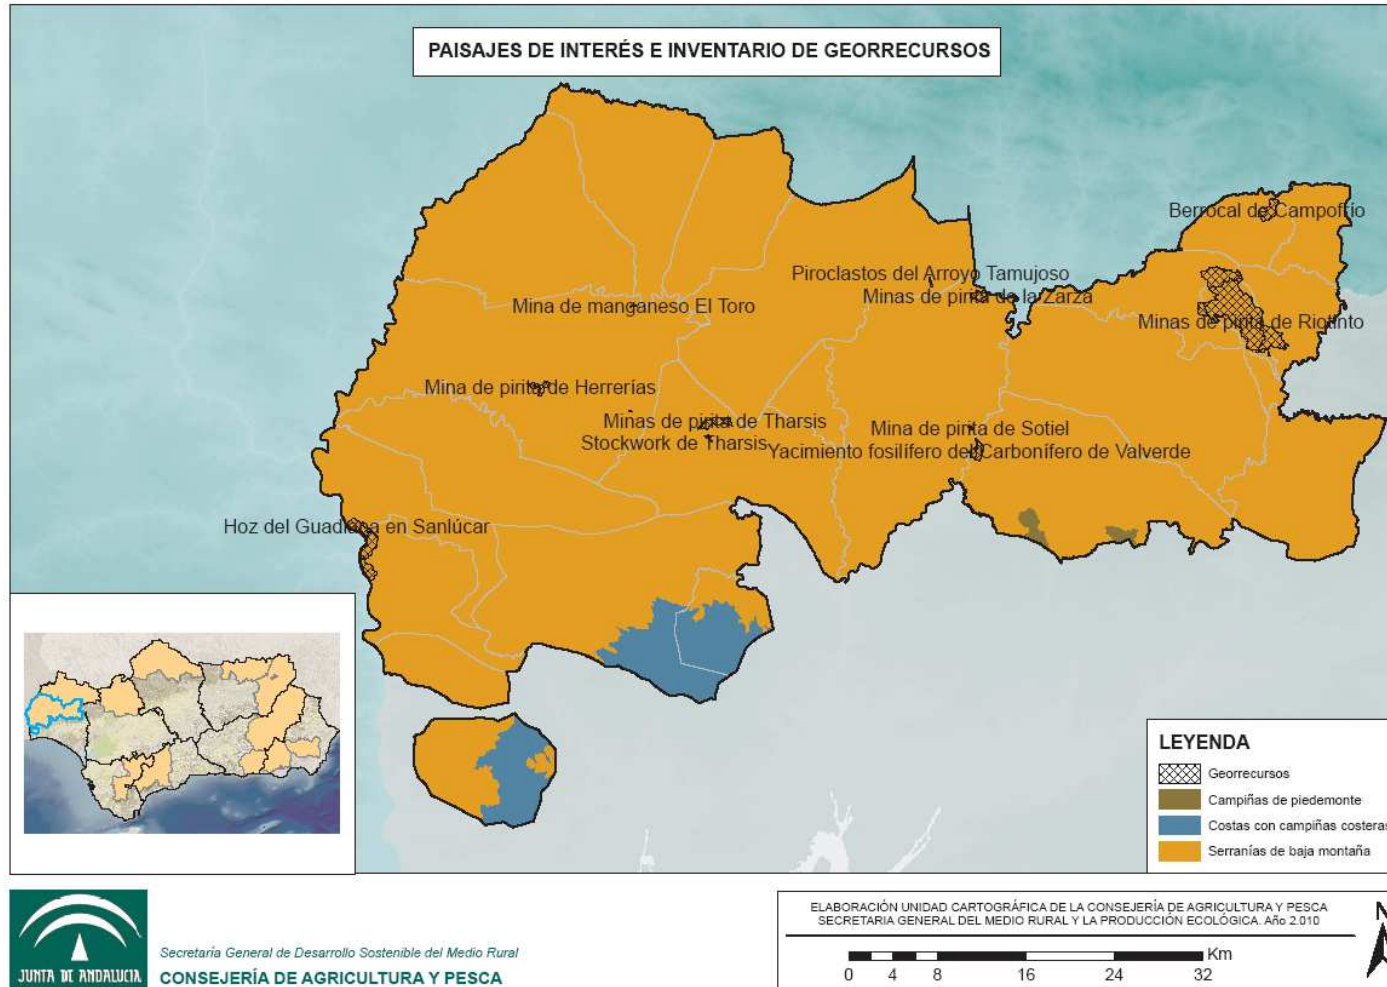 PAISAJES DE INTERÉS E INVENTARIO DE GEORRECURSOS
Berrocal de Campofrío
Piroclastos del Arroyo Tamujoso
Minas de pirita de la Zarza
Mina de manganeso El Toro
Minas de pirita de Riotinto
Mina de pirita de Herrerías
Minas de pirita de Tharsis
Mina de pirita de Sotiel
Stockwork de Tharsis
Yacimiento fosilífero del Carbonífero de Valverde
Hoz del Guadiana en Sanlúcar
LEYENDA
Georrecursos
Campiñas de piedemonte
Costas con campiñas costeras
Serranías de baja montaña
JUNTA DE ANDALUCIA
Secretaría General de Desarrollo Sostenible del Medio Rural
CONSEJERÍA DE AGRICULTURA Y PESCA
ELABORACIÓN UNIDAD CARTOGRÁFICA DE LA CONSEJERÍA DE AGRICULTURA Y PESCA
SECRETARIA GENERAL DEL MEDIO RURAL Y LA PRODUCCIÓN ECOLÓGICA. Año 2.010
Km
0 4 8 16 24 32
N